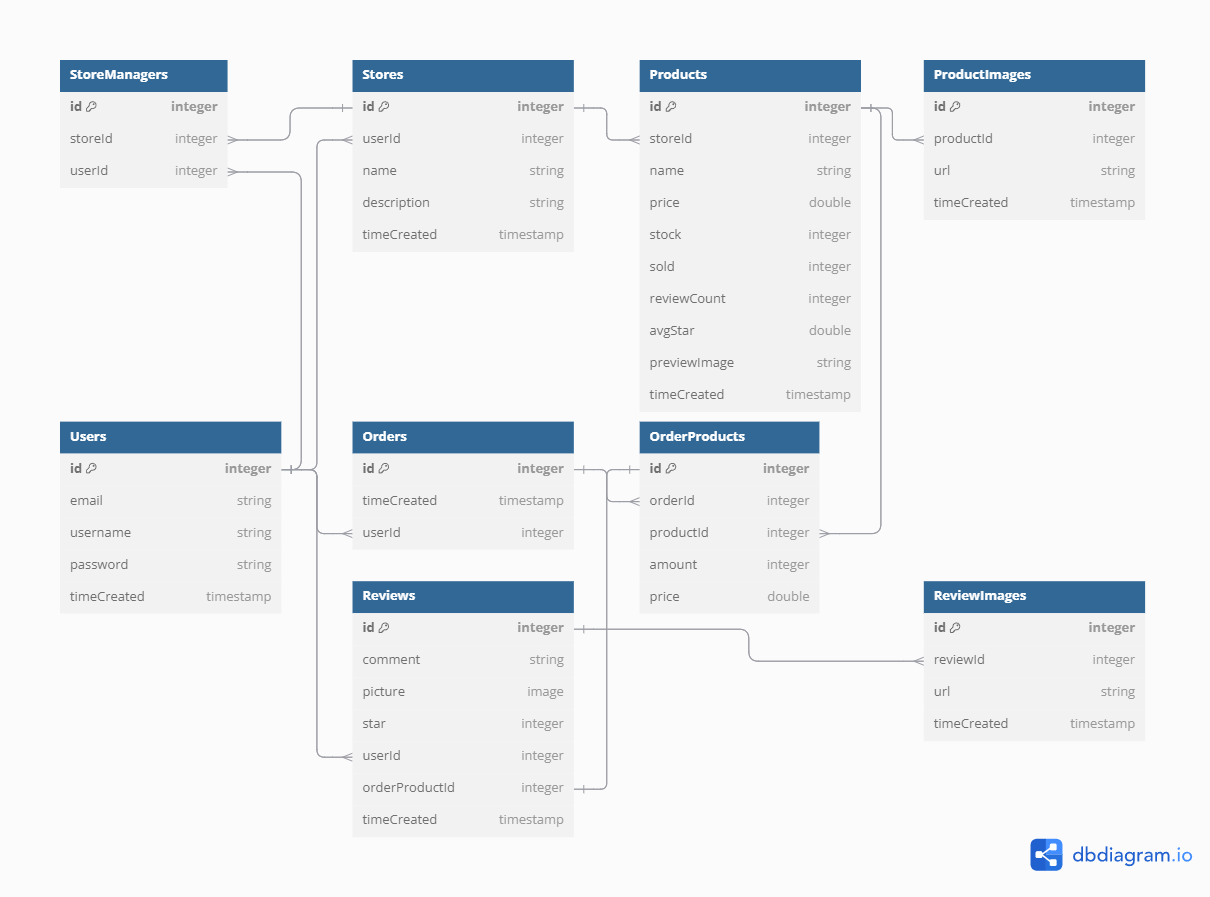 StoreManagers
id integer
storeId integer
userId integer
Stores
id integer
userId integer
name string
description string
timeCreated timestamp
Products
id integer
storeId integer
name string
price double
stock integer
sold integer
reviewCount integer
avgStar double
previewImage string
timeCreated timestamp
ProductImages
id integer
productId integer
url string
timeCreated timestamp
Users
id integer
email string
username string
password string
timeCreated timestamp
Orders
id integer
timeCreated timestamp
userId integer
OrderProducts
id integer
orderId integer
productId integer
amount integer
price double
Reviews
id integer
comment string
picture image
star integer
userId integer
orderProductId integer
timeCreated timestamp
ReviewImages
id integer
reviewId integer
url string
timeCreated timestamp
dbdiagram.io